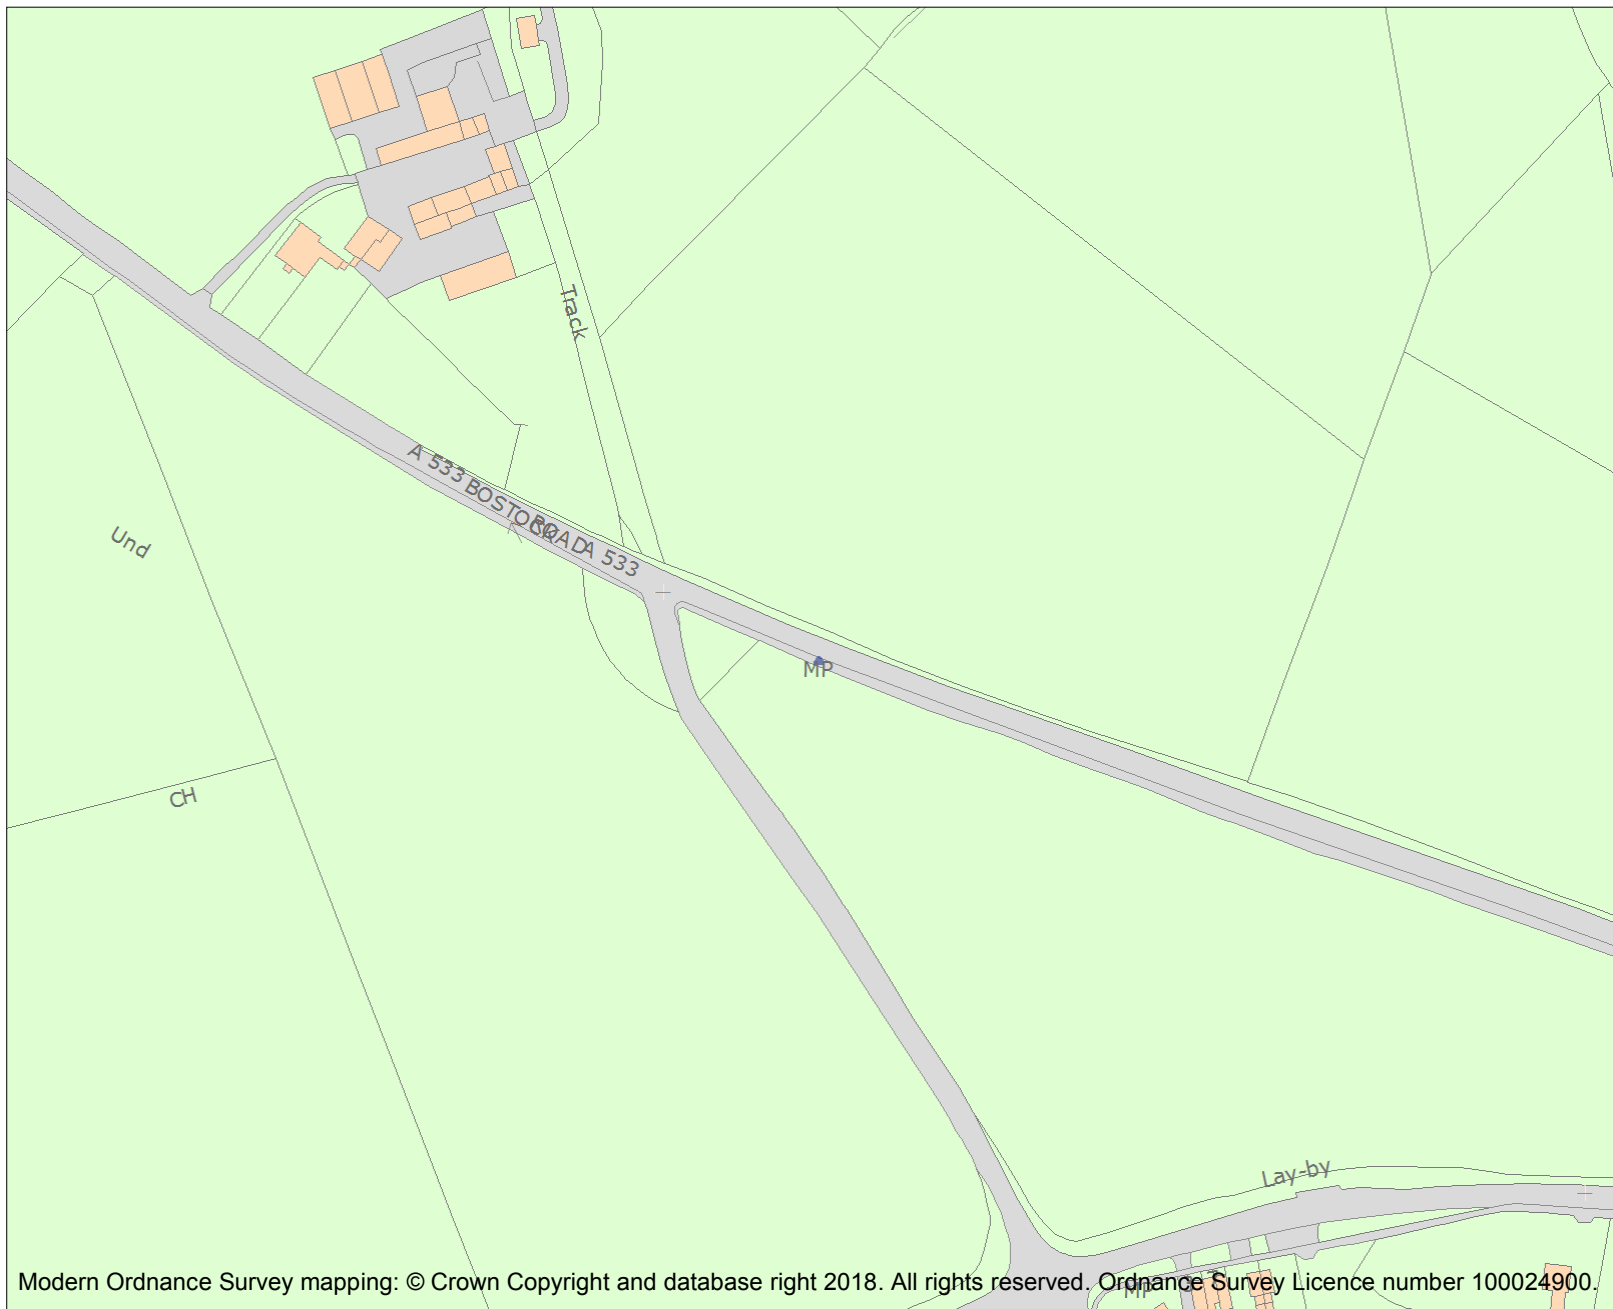 Track
A 533
BOSTOCK
ROAD
A 533
Und
MP
CH
Lay-by
MP
Modern Ordnance Survey mapping: © Crown Copyright and database right 2018. All rights reserved. Ordnance Survey Licence number 100024900.